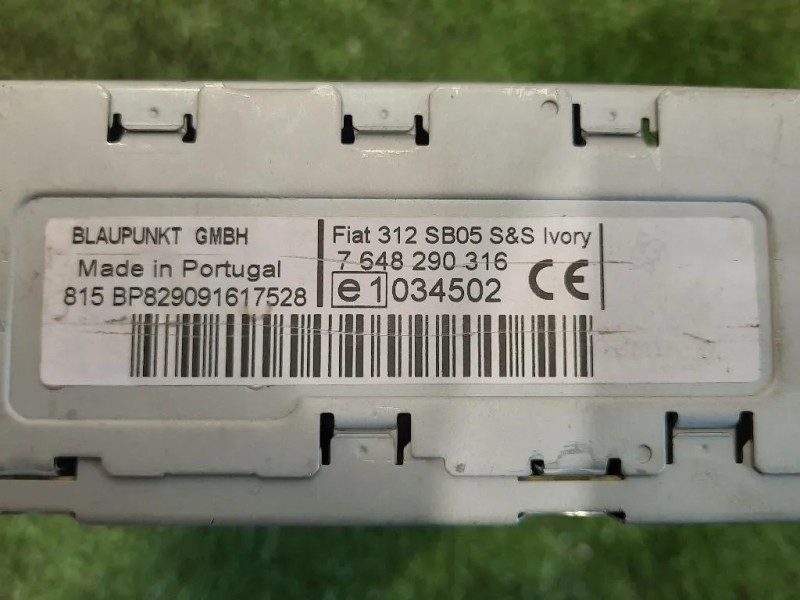 BLAUPUNKT GMBH
Made in Portugal
815 BP829091617528
Fiat 312 SB05 S&S Ivory
7 648 290 316
e1 034502 CE